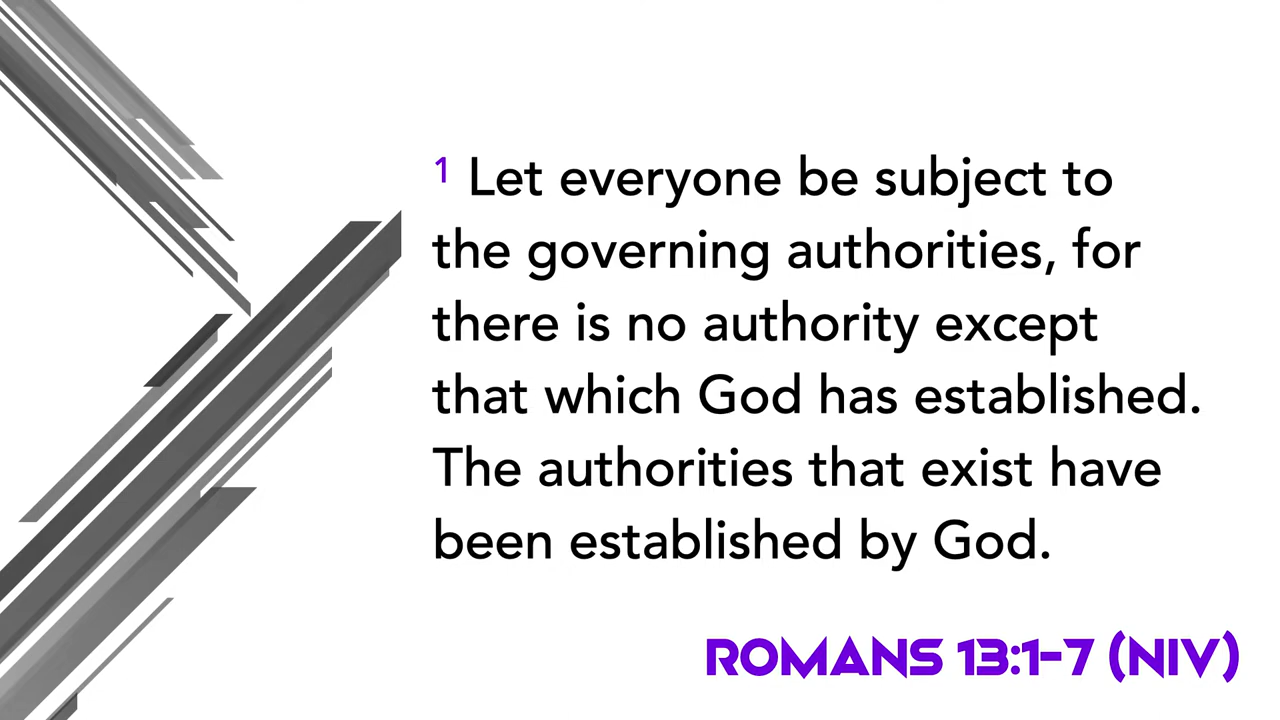 1 Let everyone be subject to
the governing authorities, for
there is no authority except
that which God has established.
The authorities that exist have
been established by God.
ROMANS 13:1-7 (NIV)